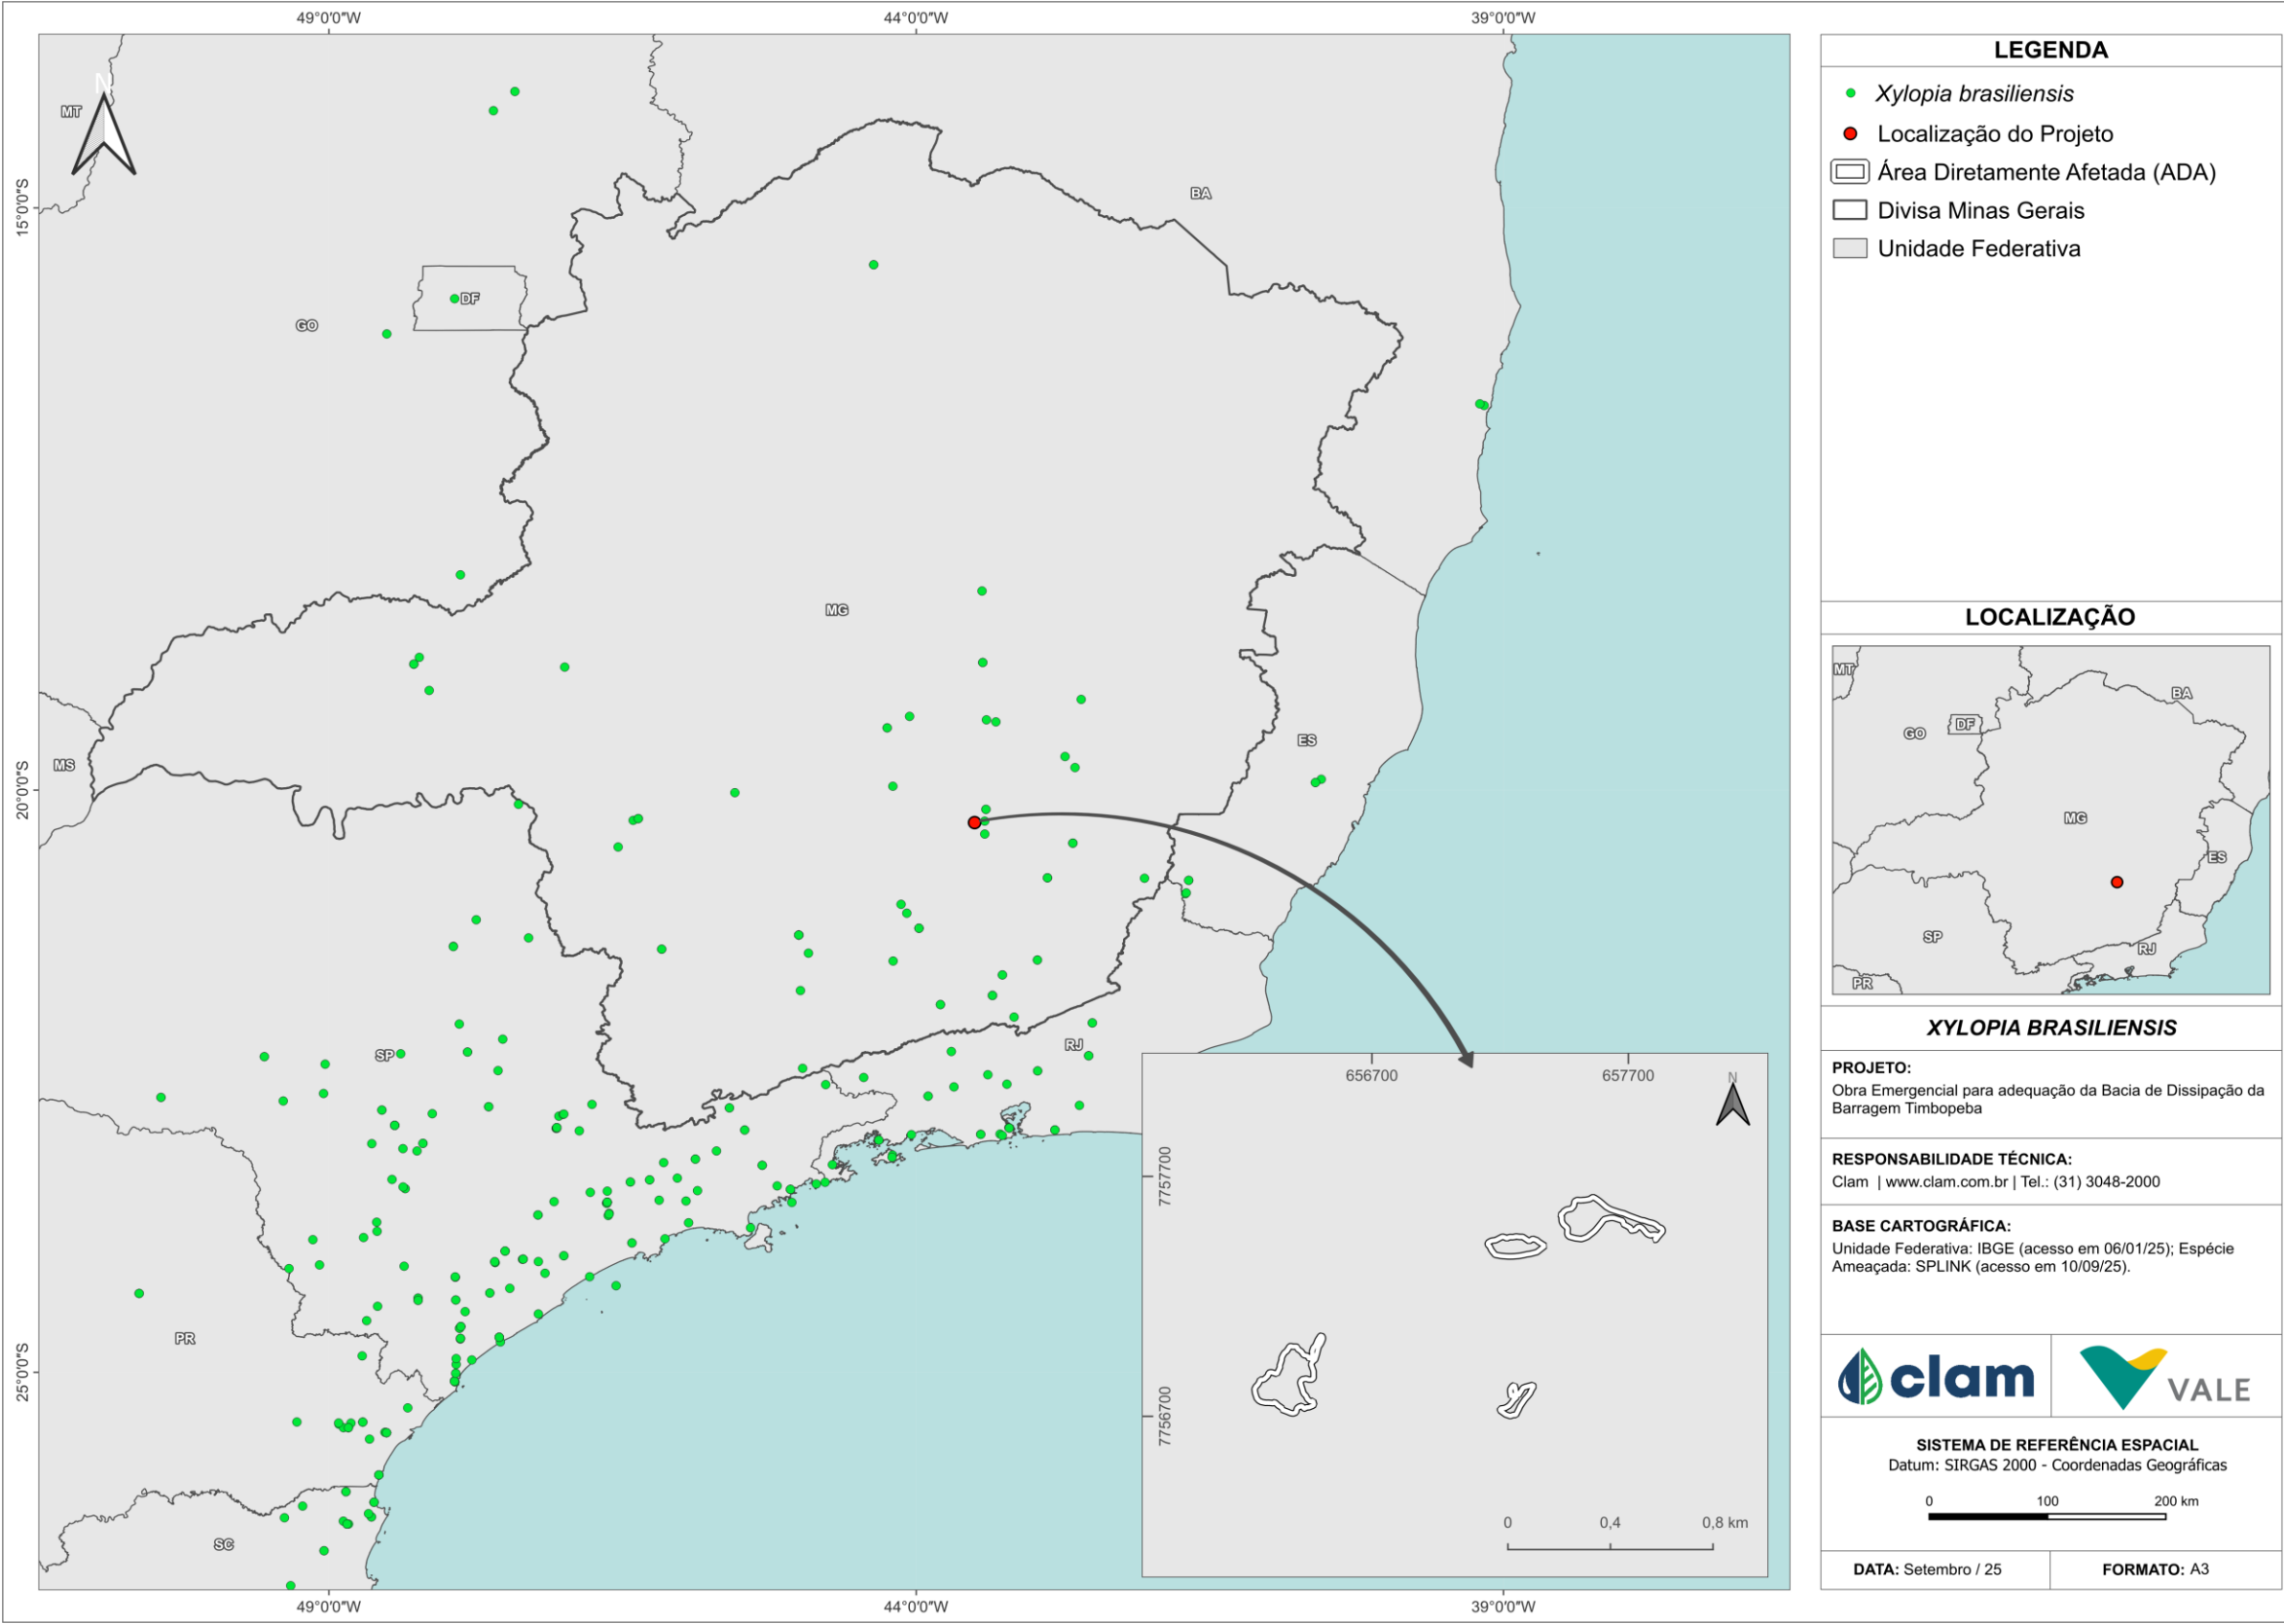 49°0'0"W
44°0'0"W
39°0'0"W
15°0'0"S
20°0'0"S
25°0'0"S
N
MT
BA
DF
GO
MG
ES
MS
SP
RJ
PR
SC
49°0'0"W
44°0'0"W
39°0'0"W
656700
657700
N
7757700
7756700
0
0,4
0,8 km
LEGENDA
Xylopia brasiliensis
Localização do Projeto
Área Diretamente Afetada (ADA)
Divisa Minas Gerais
Unidade Federativa
LOCALIZAÇÃO
MT
BA
DF
GO
MG
ES
SP
RJ
PR
XYLOPIA BRASILIENSIS
PROJETO:
Obra Emergencial para adequação da Bacia de Dissipação da
Barragem Timbopeba
RESPONSABILIDADE TÉCNICA:
Clam | www.clam.com.br | Tel.: (31) 3048-2000
BASE CARTOGRÁFICA:
Unidade Federativa: IBGE (acesso em 06/01/25); Espécie
Ameaçada: SPLINK (acesso em 10/09/25).
clam
VALE
SISTEMA DE REFERÊNCIA ESPACIAL
Datum: SIRGAS 2000 - Coordenadas Geográficas
0
100
200 km
DATA: Setembro / 25
FORMATO: A3